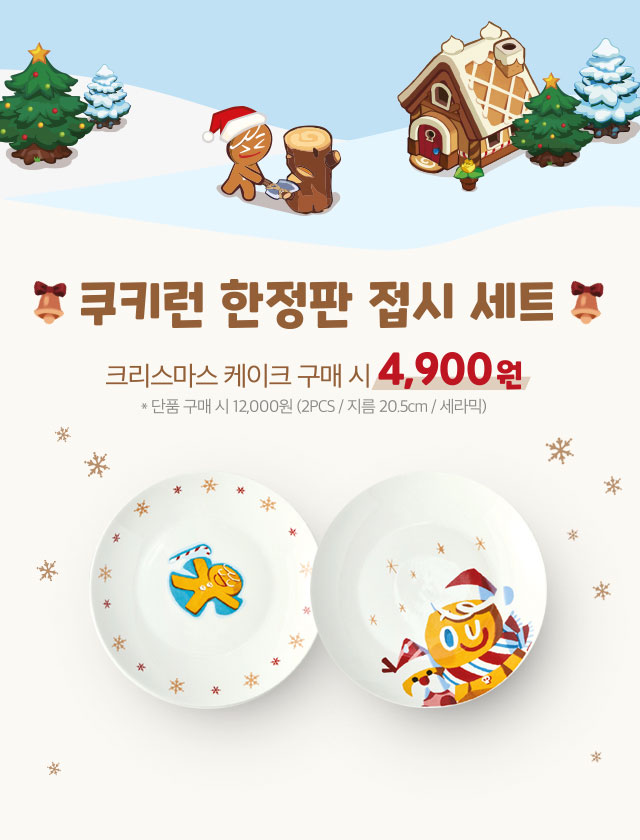 쿠키런 한정판 접시 세트
크리스마스 케이크 구매 시 4,900원
* 단품 구매 시 12,000원 (2PCS / 지름 20.5cm / 세라믹)